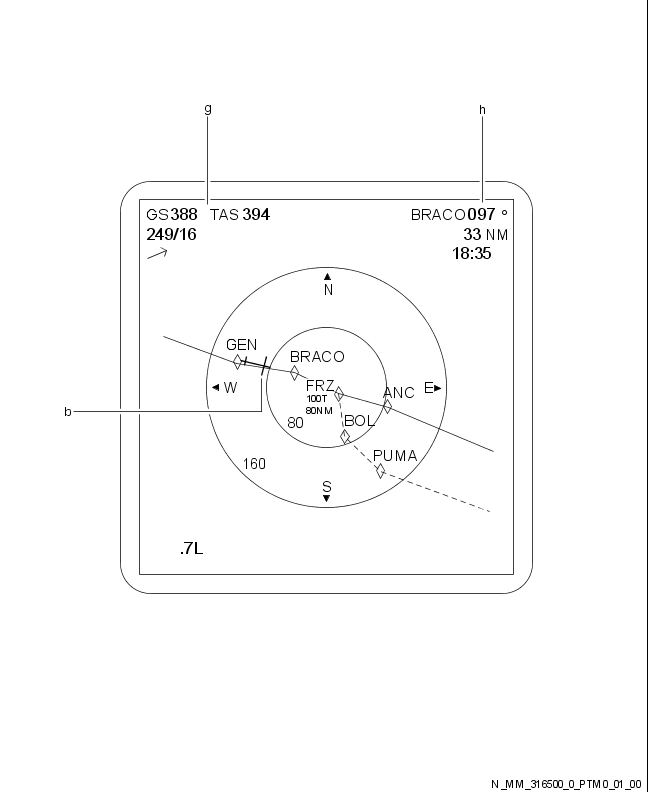 g h
GS388 TAS 394 BRACO097 °
249/16 33 NM
18:35
N
GEN
BRACO
W FRZ ANC E
100T
b 80NM
80 BOL
PUMA
160
S
.7L
N_MM_316500_0_PTM0_01_00